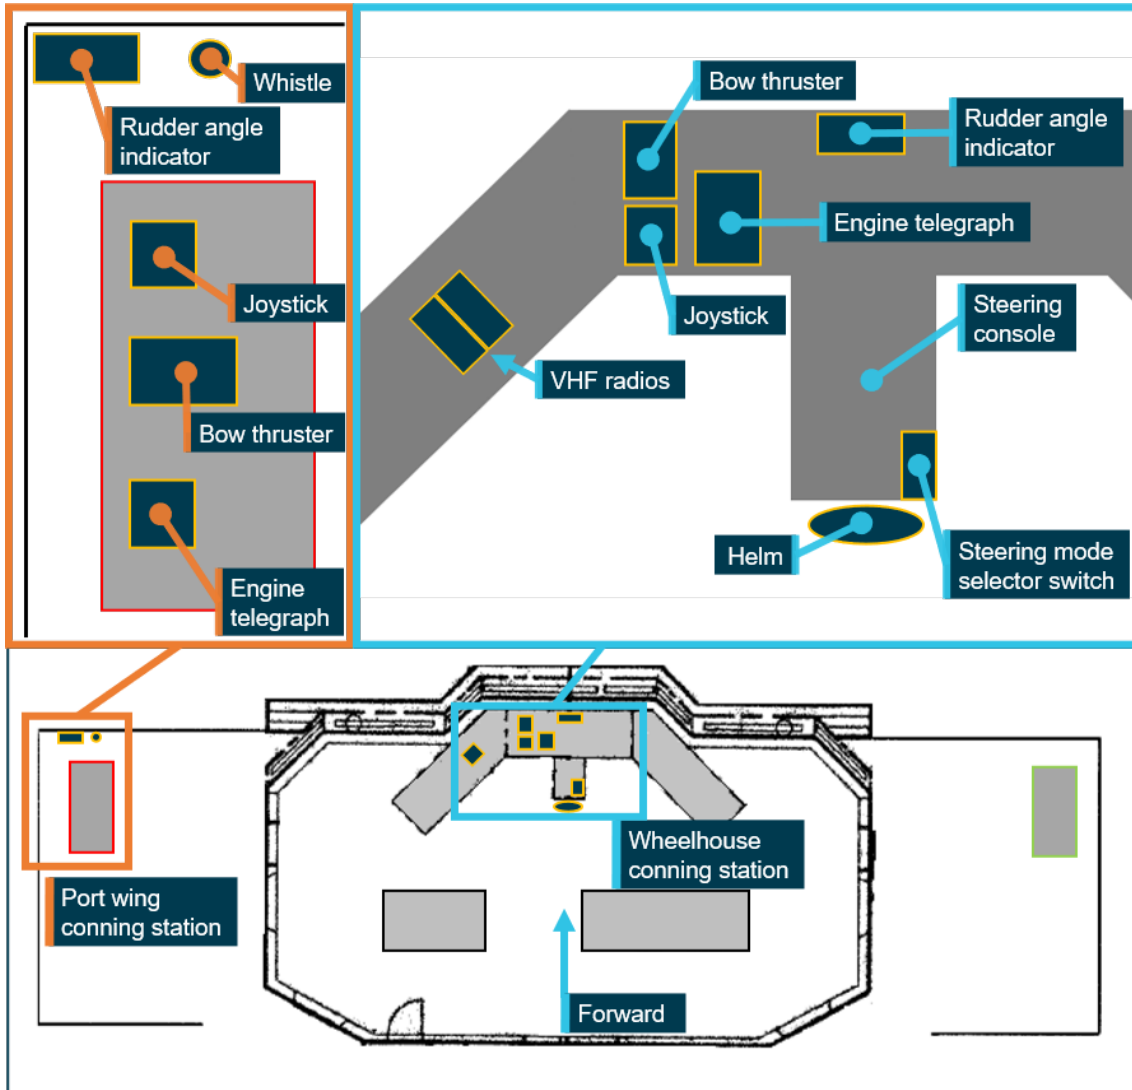 Whistle
Rudder angle
indicator
Joystick
Bow thruster
Engine
telegraph
Bow thruster
Rudder angle
indicator
Engine telegraph
Joystick
Steering
console
VHF radios
Helm
Steering mode
selector switch
Wheelhouse
conning station
Port wing
conning station
Forward